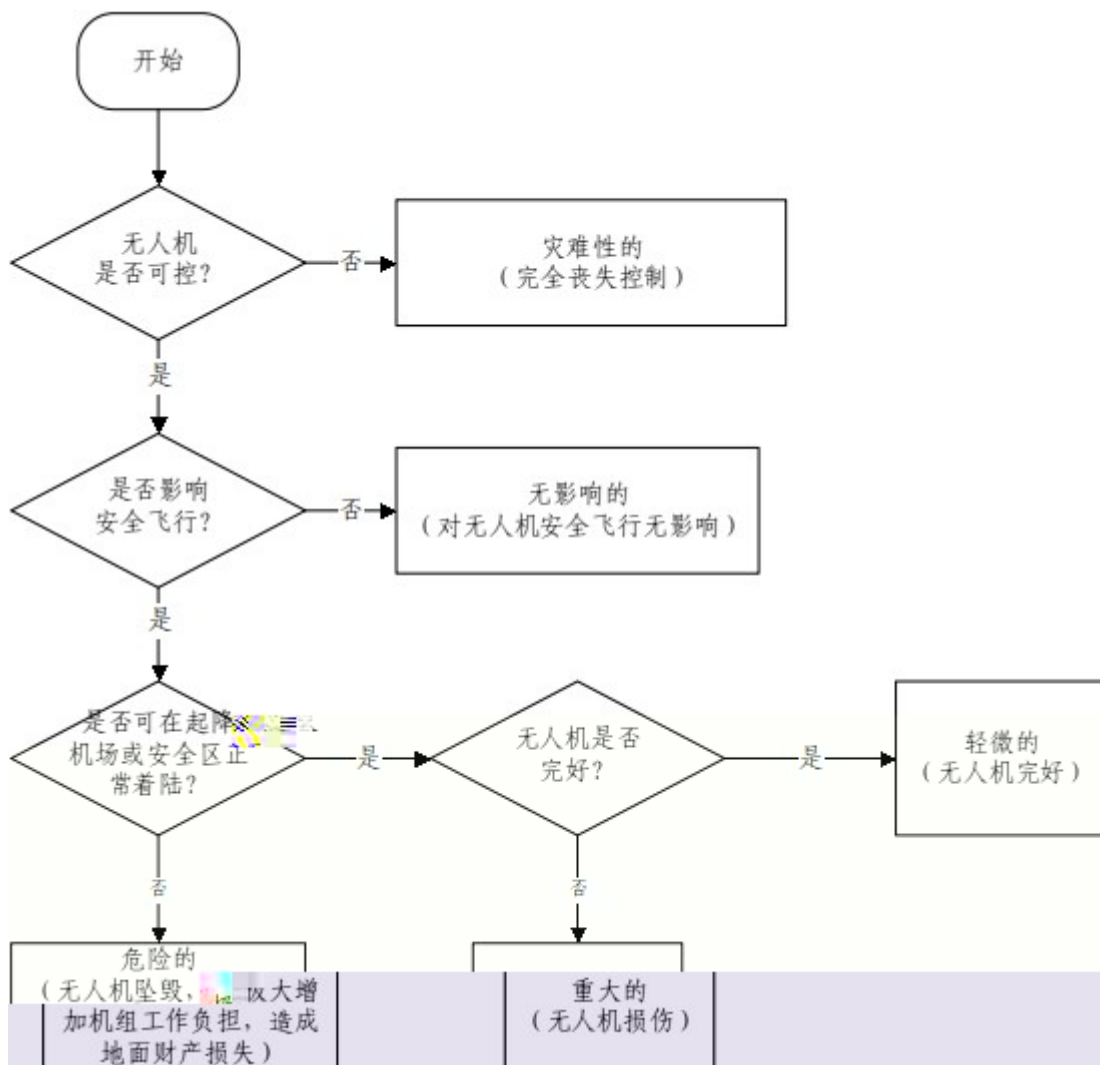 开始
无人机
是否可控?
否
灾难性的
(完全丧失控制)
是
是否影响
安全飞行?
否
无影响的
(对无人机安全飞行无影响)
是
是否可在起降
机场或安全区正
常着陆?
是
无人机是否
完好?
是
轻微的
(无人机完好)
否
否
危险的
(无人机坠毁,
大增
加机组工作负担, 造成
地面财产损失)
重大的
(无人机损伤)